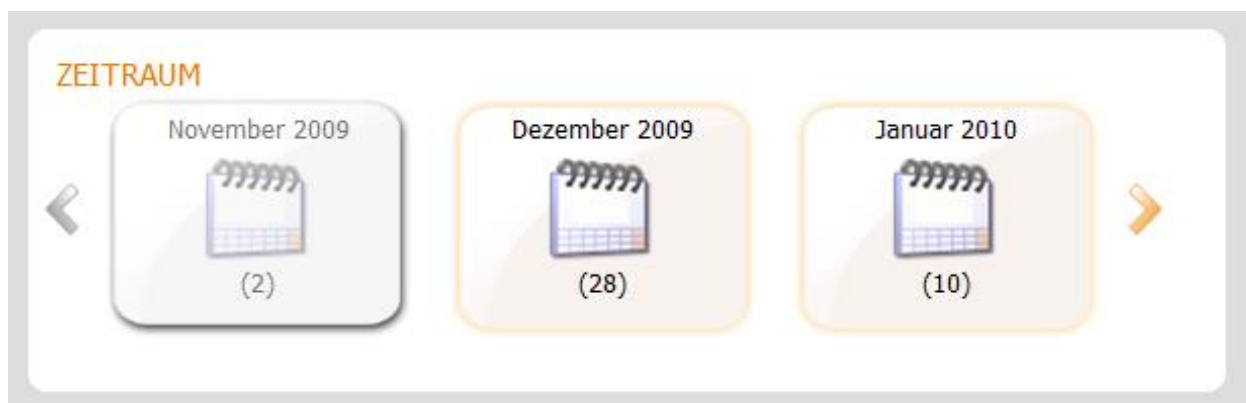 ZEITRAUM
November 2009
(2)
Dezember 2009
(28)
Januar 2010
(10)